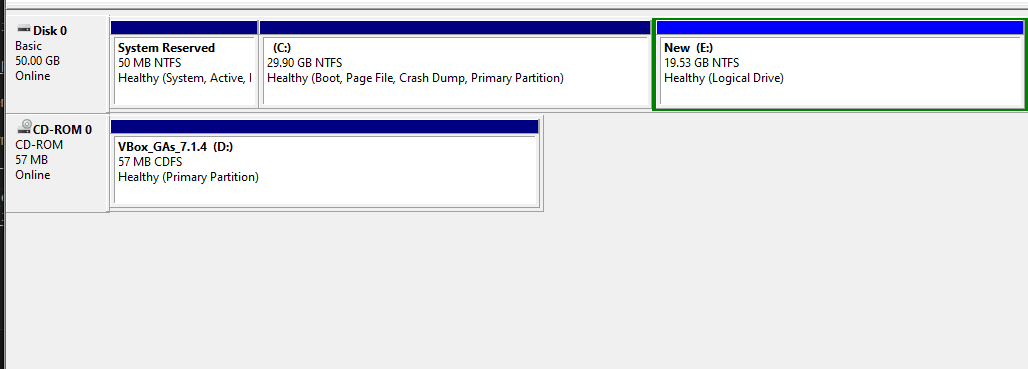 Disk 0
Basic
50.00 GB
Online
System Reserved
50 MB NTFS
Healthy (System, Active,
(C:)
29.90 GB NTFS
Healthy (Boot, Page File, Crash Dump, Primary Partition)
New (E:)
19.53 GB NTFS
Healthy (Logical Drive)
CD-ROM 0
CD-ROM
57 MB
Online
VBox_GAs_7.1.4 (D:)
57 MB CDFS
Healthy (Primary Partition)